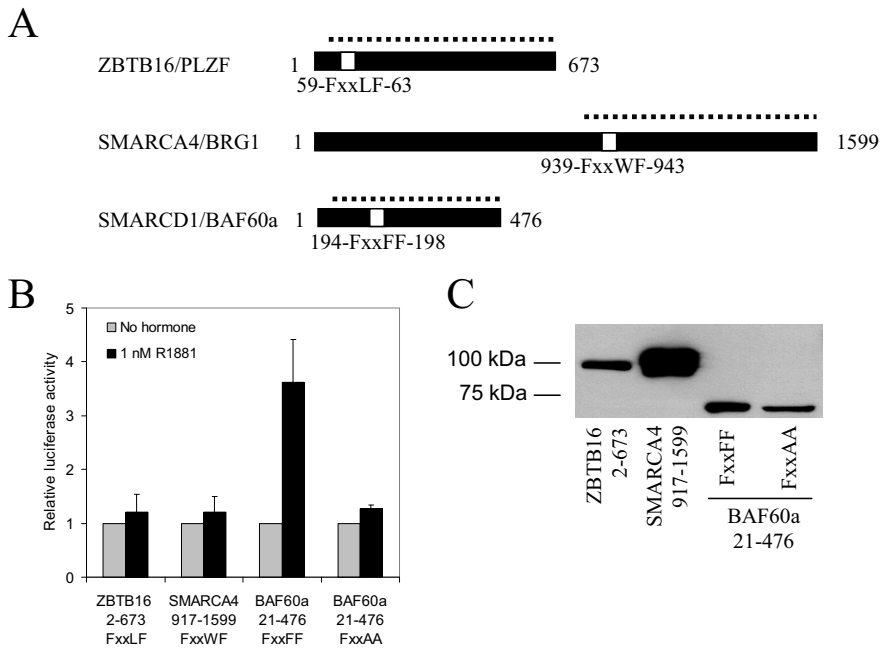 A
ZBTB16/PLZF 1 673
59-FxxLF-63
SMARCA4/BRG1 1 1599
939-FxxWF-943
SMARCD1/BAF60a 1 476
194-FxxFF-198
B
Relative luciferase activity
5
4
3
2
1
0
No hormone
1 nM R1881
ZBTB16 SMARCA4 BAF60a BAF60a
2-673 917-1599 21-476 21-476
FxxLF FxxWF FxxFF FxxAA
C
100 kDa
75 kDa
ZBTB16
2-673
SMARCA4
917-1599
FxxFF
FxxAA
BAF60a
21-476